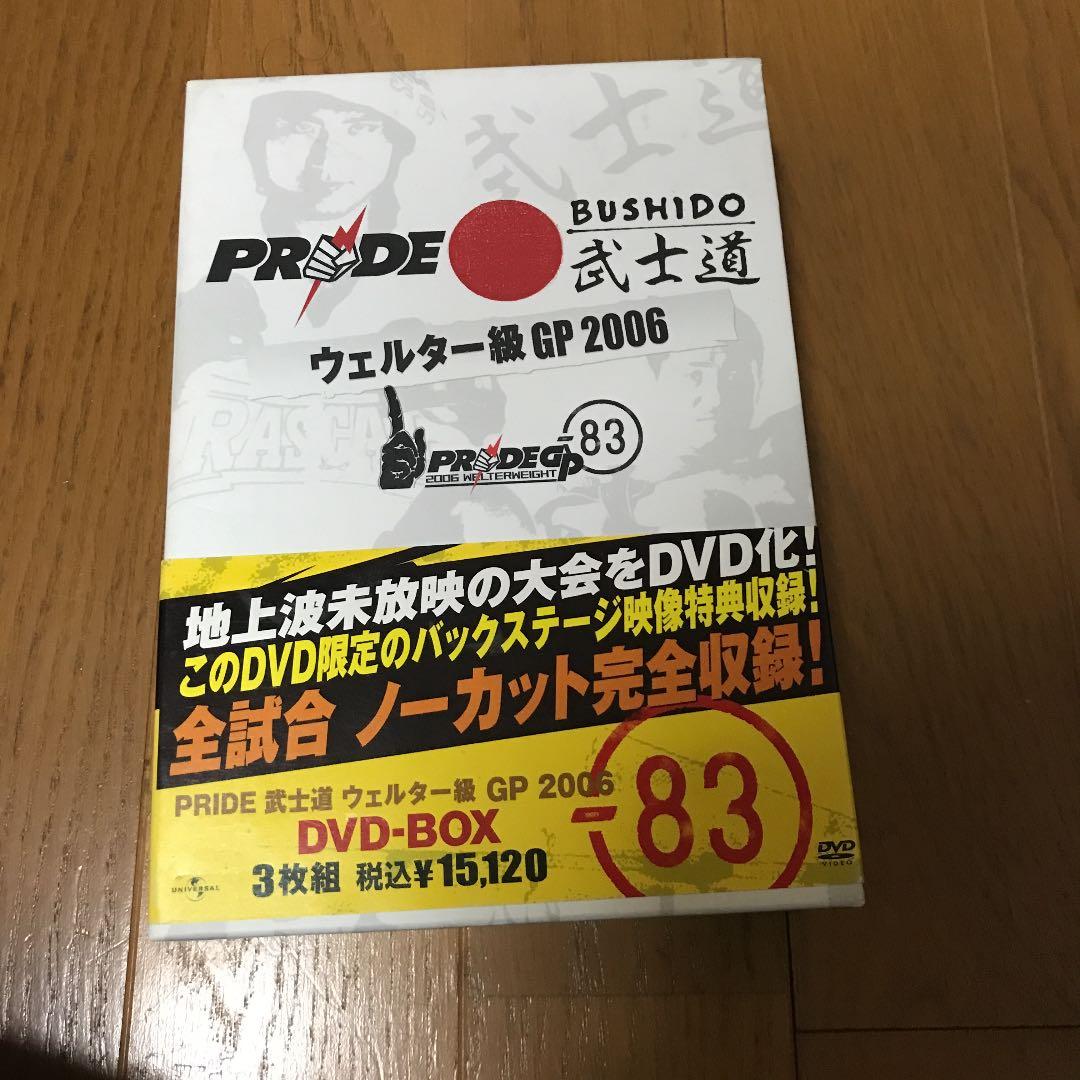 武士道
PRIDE
BUSHIDO
武士道
ウェルター級 GP 2006
RASCAL
PRIDE GP
2006 WELTERWEIGHT
-83
地上波未放映の大会をDVD化!
このDVD限定のバックステージ映像特典収録!
全試合 ノーカット完全収録!
PRIDE 武士道 ウェルター級 GP 2006
-83
DVD-BOX
3枚組 税込¥15,120
UNIVERSAL
DVD
VIDEO